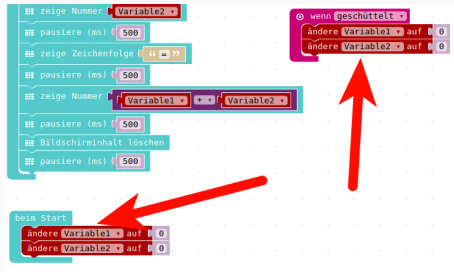 zeige Nummer Variable2
pausiere (ms) 500
zeige Zeichenfolge " = "
pausiere (ms) 500
zeige Nummer Variable1 + Variable2
pausiere (ms) 500
Bildschirminhalt löschen
pausiere (ms) 500
wenn geschüttelt
ändere Variable1 auf 0
ändere Variable2 auf 0
beim Start
ändere Variable1 auf 0
ändere Variable2 auf 0